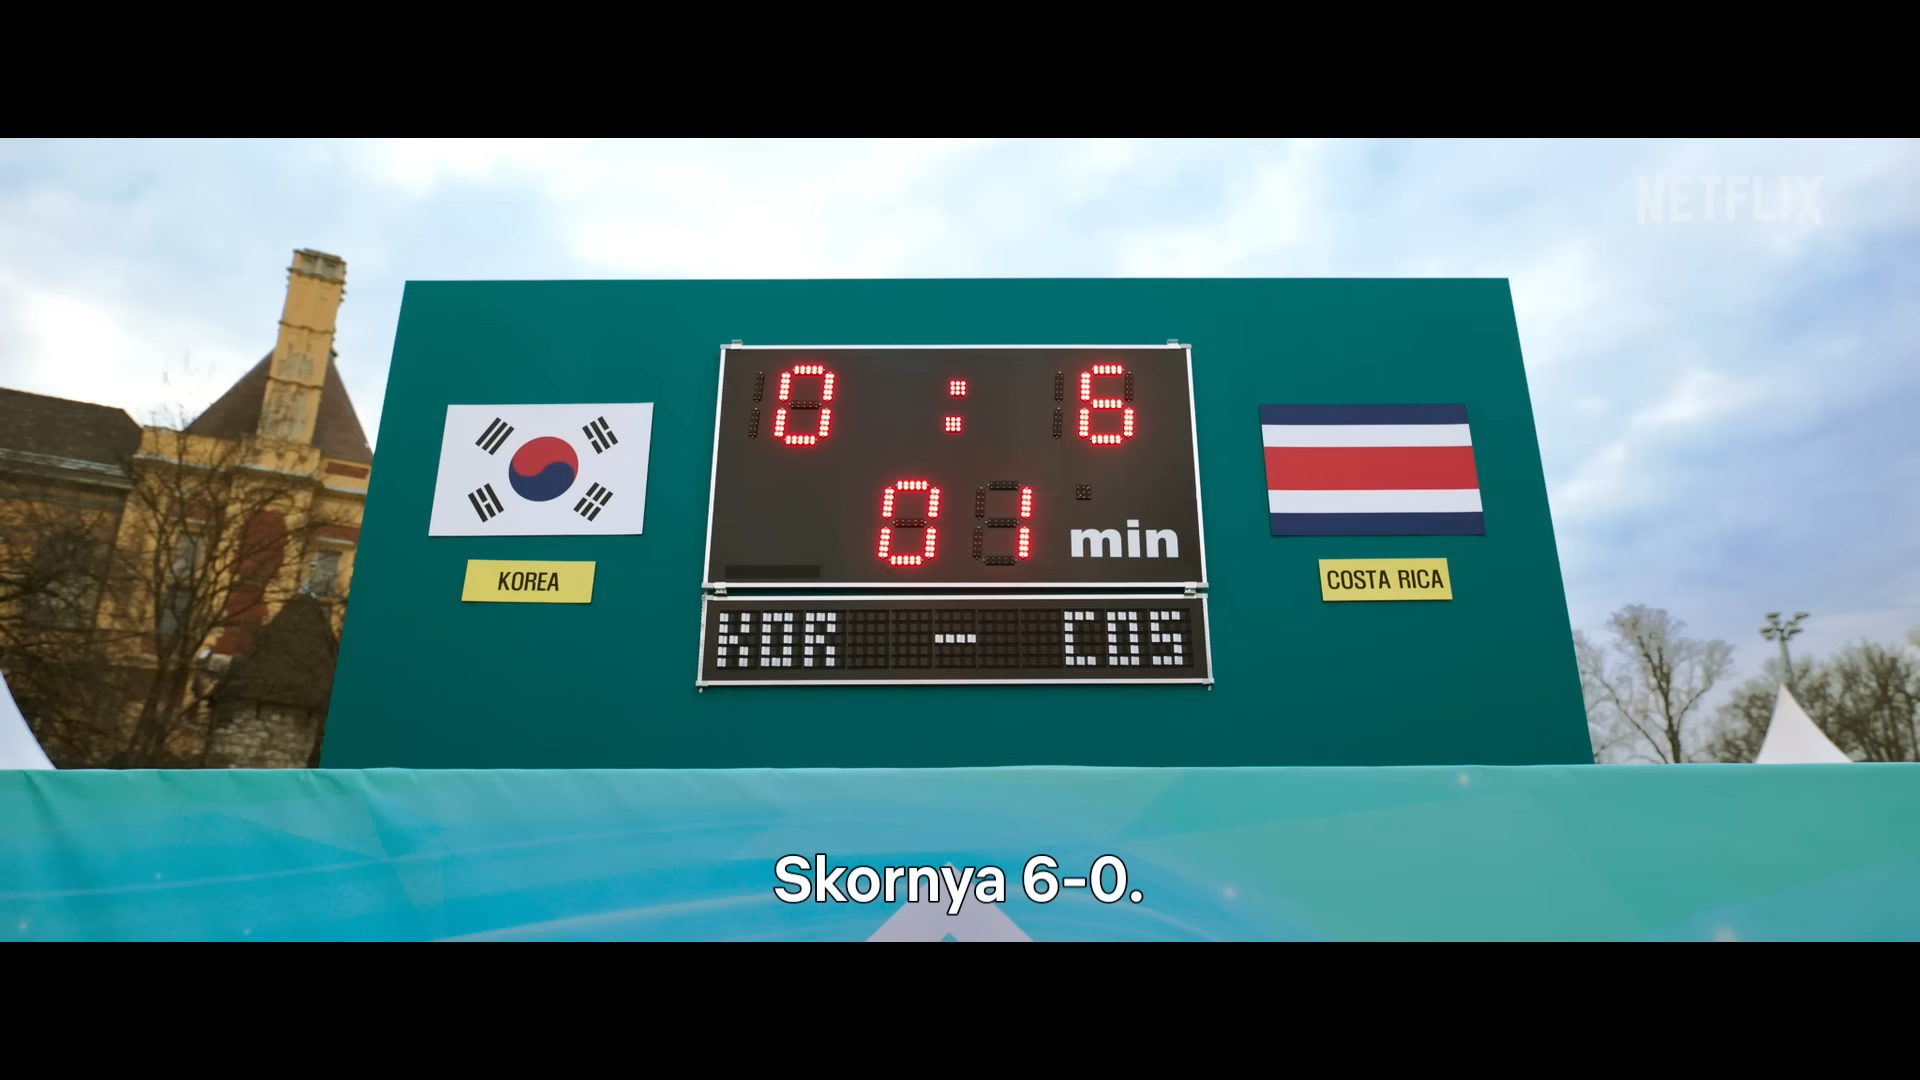 NETFLIX
0 : 6
01 min
KOREA
COSTA RICA
KOR - COS
Skornya 6-0.